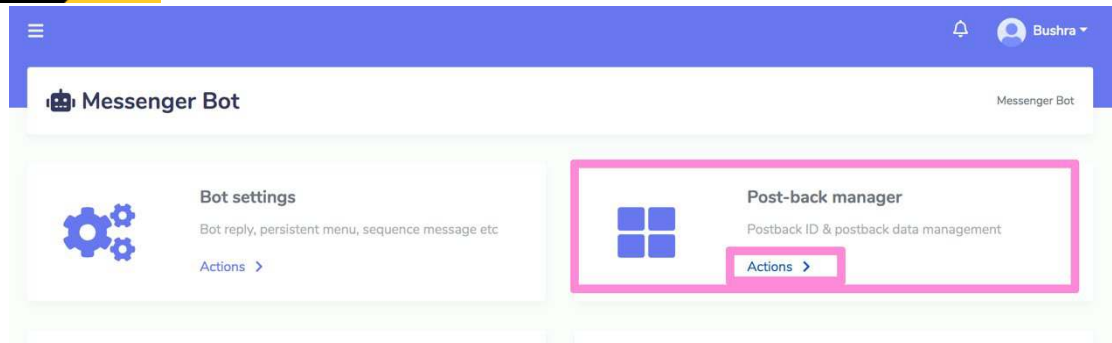 Bushra
Messenger Bot
Messenger Bot
Bot settings
Bot reply, persistent menu, sequence message etc
Actions
Post-back manager
Postback ID & postback data management
Actions